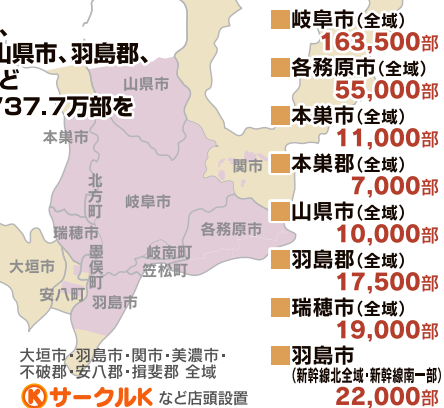 、
山県市、羽島郡、
ど
37.7万部を
山県市
本巣市
関市
北方町
岐阜市
瑞穂市
各務原市
墨俣町
岐南町
笠松町
大垣市
安八町
羽島市
大垣市・羽島市・関市・美濃市・
不破郡・安八郡・揖斐郡 全域
ⓀサークルK など店頭設置
岐阜市(全域)
163,500部
各務原市(全域)
55,000部
本巣市(全域)
11,000部
本巣郡(全域)
7,000部
山県市(全域)
10,000部
羽島郡(全域)
17,500部
瑞穂市(全域)
19,000部
羽島市
(新幹線北全域・新幹線南一部)
22,000部